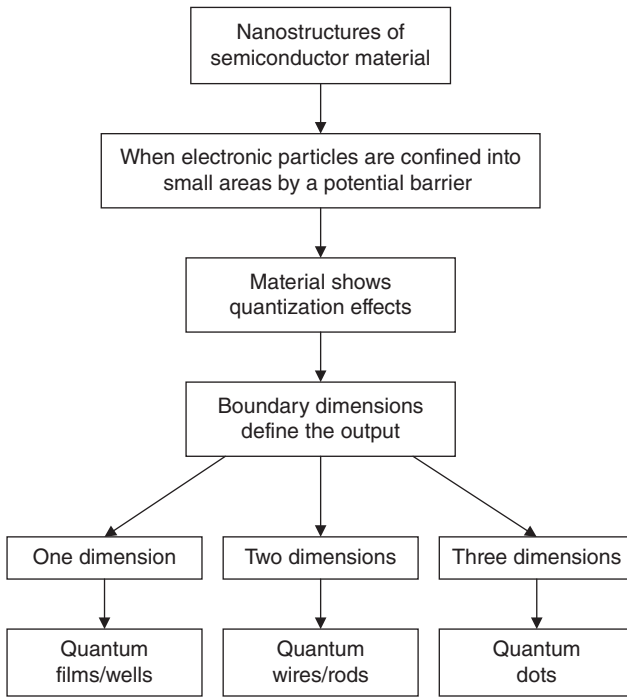 Nanostructures of
semiconductor material
When electronic particles are confined into
small areas by a potential barrier
Material shows
quantization effects
Boundary dimensions
define the output
One dimension
Two dimensions
Three dimensions
Quantum
films/wells
Quantum
wires/rods
Quantum
dots